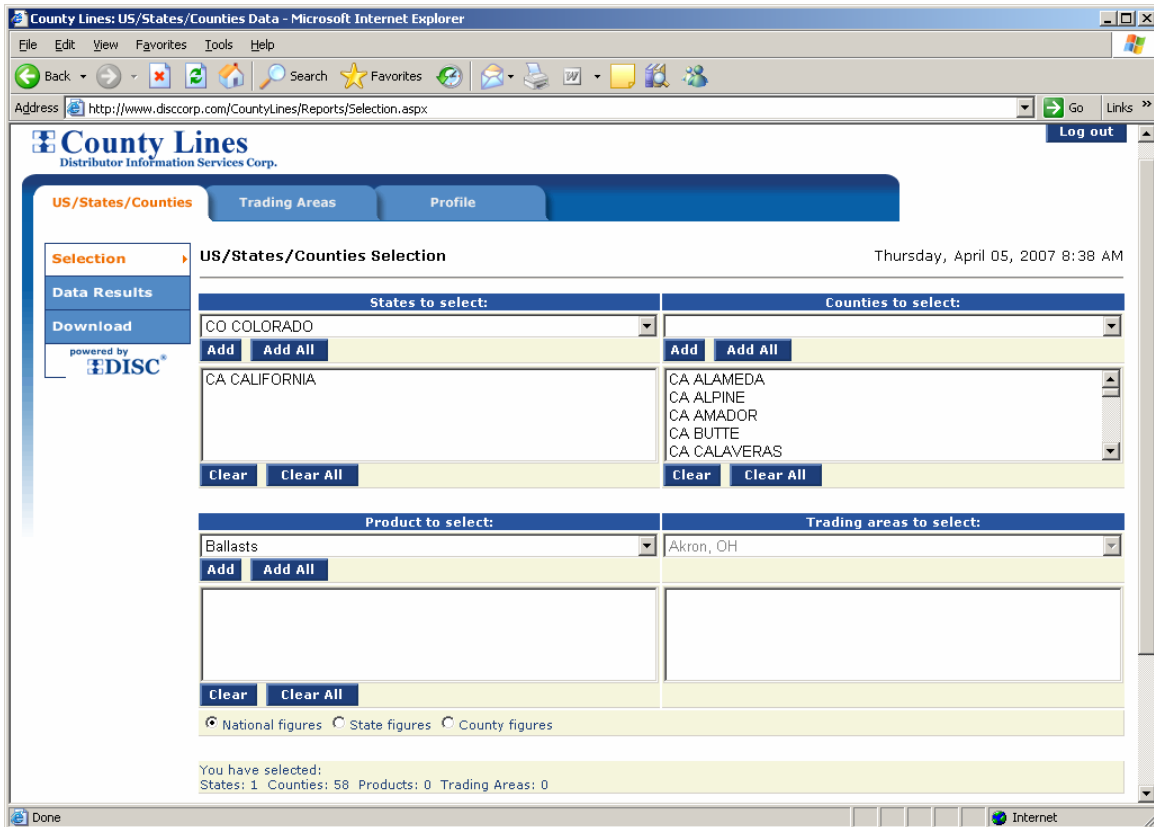 County Lines: US/States/Counties Data - Microsoft Internet Explorer
File Edit View Favorites Tools Help
Back Search Favorites
Address http://www.disccorp.com/CountyLines/Reports/Selection.aspx Go Links »
County Lines Log out
Distributor Information Services Corp.
US/States/Counties Trading Areas Profile
Selection
Data Results
Download
powered by
DISC®
US/States/Counties Selection Thursday, April 05, 2007 8:38 AM
States to select: Counties to select:
CO COLORADO
Add Add All Add Add All
CA CALIFORNIA
CA ALAMEDA
CA ALPINE
CA AMADOR
CA BUTTE
CA CALAVERAS
Clear Clear All Clear Clear All
Product to select: Trading areas to select:
Ballasts Akron, OH
Add Add All
Clear Clear All
National figures State figures County figures
You have selected:
States: 1 Counties: 58 Products: 0 Trading Areas: 0
Done Internet